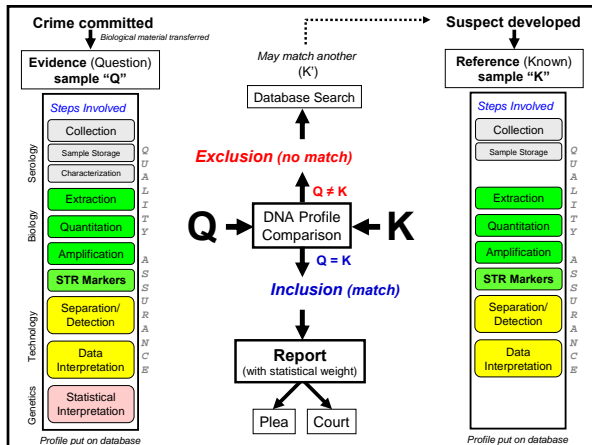 Crime committed
Biological material transferred
Evidence (Question)
sample “Q”
Steps Involved
Collection
Sample Storage
Characterization
Extraction
Quantitation
Amplification
STR Markers
Separation/
Detection
Data
Interpretation
Statistical
Interpretation
Profile put on database
Serology
Biology
Technology
Genetics
QUALITY ASSURANCE
May match another
(K’)
Database Search
Exclusion (no match)
Q ≠ K
Q
DNA Profile
Comparison
K
Q = K
Inclusion (match)
Report
(with statistical weight)
Plea
Court
Suspect developed
Reference (Known)
sample “K”
Steps Involved
Collection
Sample Storage
Extraction
Quantitation
Amplification
STR Markers
Separation/
Detection
Data
Interpretation
QUALITY ASSURANCE
Profile put on database